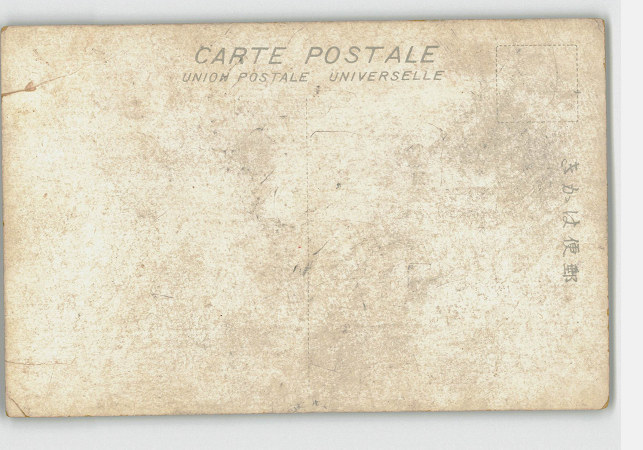 CARTE POSTALE
UNION POSTALE UNIVERSELLE
きかは便郵